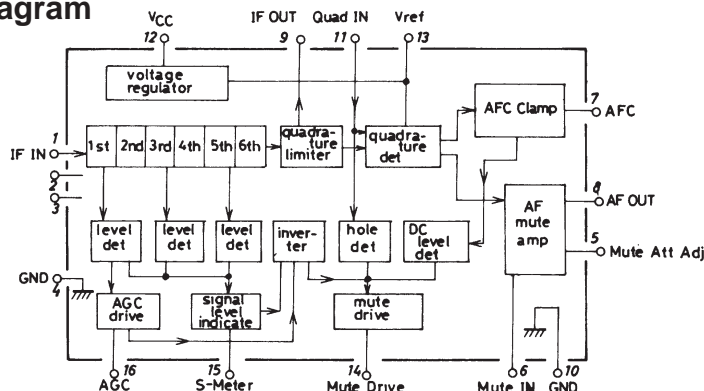 agram
VCC
IF OUT
Quad IN
Vref
12
9
11
13
voltage
regulator
AFC Clamp
7
AFC
1
IF IN
1st
2nd
3rd
4th
5th
6th
quadra-
ture
limiter
quadra-
ture
det
2
3
8
AF OUT
AF
mute
amp
level
det
level
det
level
det
inver-
ter
hole
det
DC
level
det
5
Mute Att Adj
GND
4
AGC
drive
signal
level
indicate
mute
drive
16
AGC
15
S-Meter
14
Mute Drive
6
Mute IN
10
GND